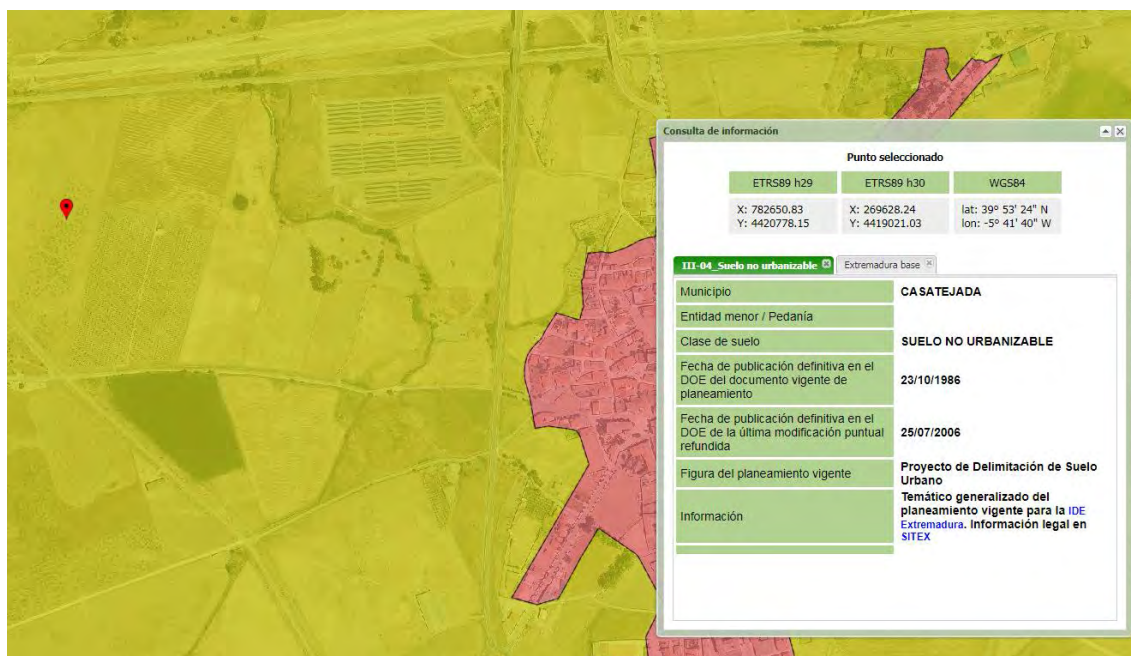 Consulta de información
Punto seleccionado
ETRS89 h29 ETRS89 h30 WGS84
X: 782650.83 X: 269628.24 lat: 39º 53' 24" N
Y: 4420778.15 Y: 4419021.03 lon: -5º 41' 40" W
III-04_Suelo no urbanizable Extremadura base
Municipio CASATEJADA
Entidad menor / Pedanía
Clase de suelo SUELO NO URBANIZABLE
Fecha de publicación definitiva en el
DOE del documento vigente de 23/10/1986
planeamiento
Fecha de publicación definitiva en el
DOE de la última modificación puntual 25/07/2006
refundida
Figura del planeamiento vigente Proyecto de Delimitación de Suelo
Urbano
Información Temático generalizado del
planeamiento vigente para la IDE
Extremadura. Información legal en
SITEX